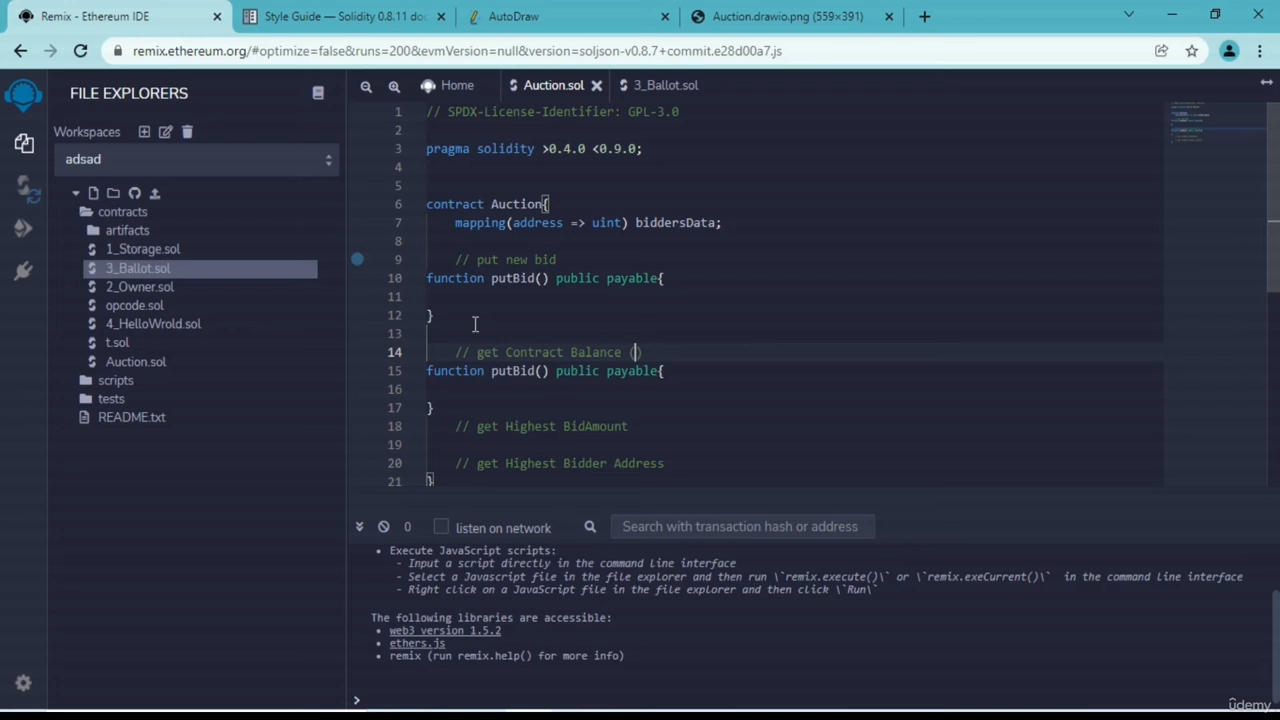 Remix - Ethereum IDE
Style Guide — Solidity 0.8.11 doc
AutoDraw
Auction.drawio.png (559×391)
remix.ethereum.org/#optimize=false&runs=200&evmVersion=null&version=soljson-v0.8.7+commit.e28d00a7.js
FILE EXPLORERS
Workspaces
adsad
contracts
artifacts
1_Storage.sol
3_Ballot.sol
2_Owner.sol
opcode.sol
4_HelloWrold.sol
t.sol
Auction.sol
scripts
tests
README.txt
Home
Auction.sol
3_Ballot.sol
1 // SPDX-License-Identifier: GPL-3.0
2
3 pragma solidity >0.4.0 <0.9.0;
4
5
6 contract Auction{
7 mapping(address => uint) biddersData;
8
9 // put new bid
10 function putBid() public payable{
11
12 }
13
14 // get Contract Balance ()
15 function putBid() public payable{
16
17 }
18 // get Highest BidAmount
19
20 // get Highest Bidder Address
21 }
0
listen on network
Search with transaction hash or address
• Execute JavaScript scripts:
- Input a script directly in the command line interface
- Select a Javascript file in the file explorer and then run \`remix.execute()\` or \`remix.exeCurrent()\` in the command line interface
- Right click on a JavaScript file in the file explorer and then click \`Run\`
The following libraries are accessible:
• web3 version 1.5.2
• ethers.js
• remix (run remix.help() for more info)
>
ûdemy